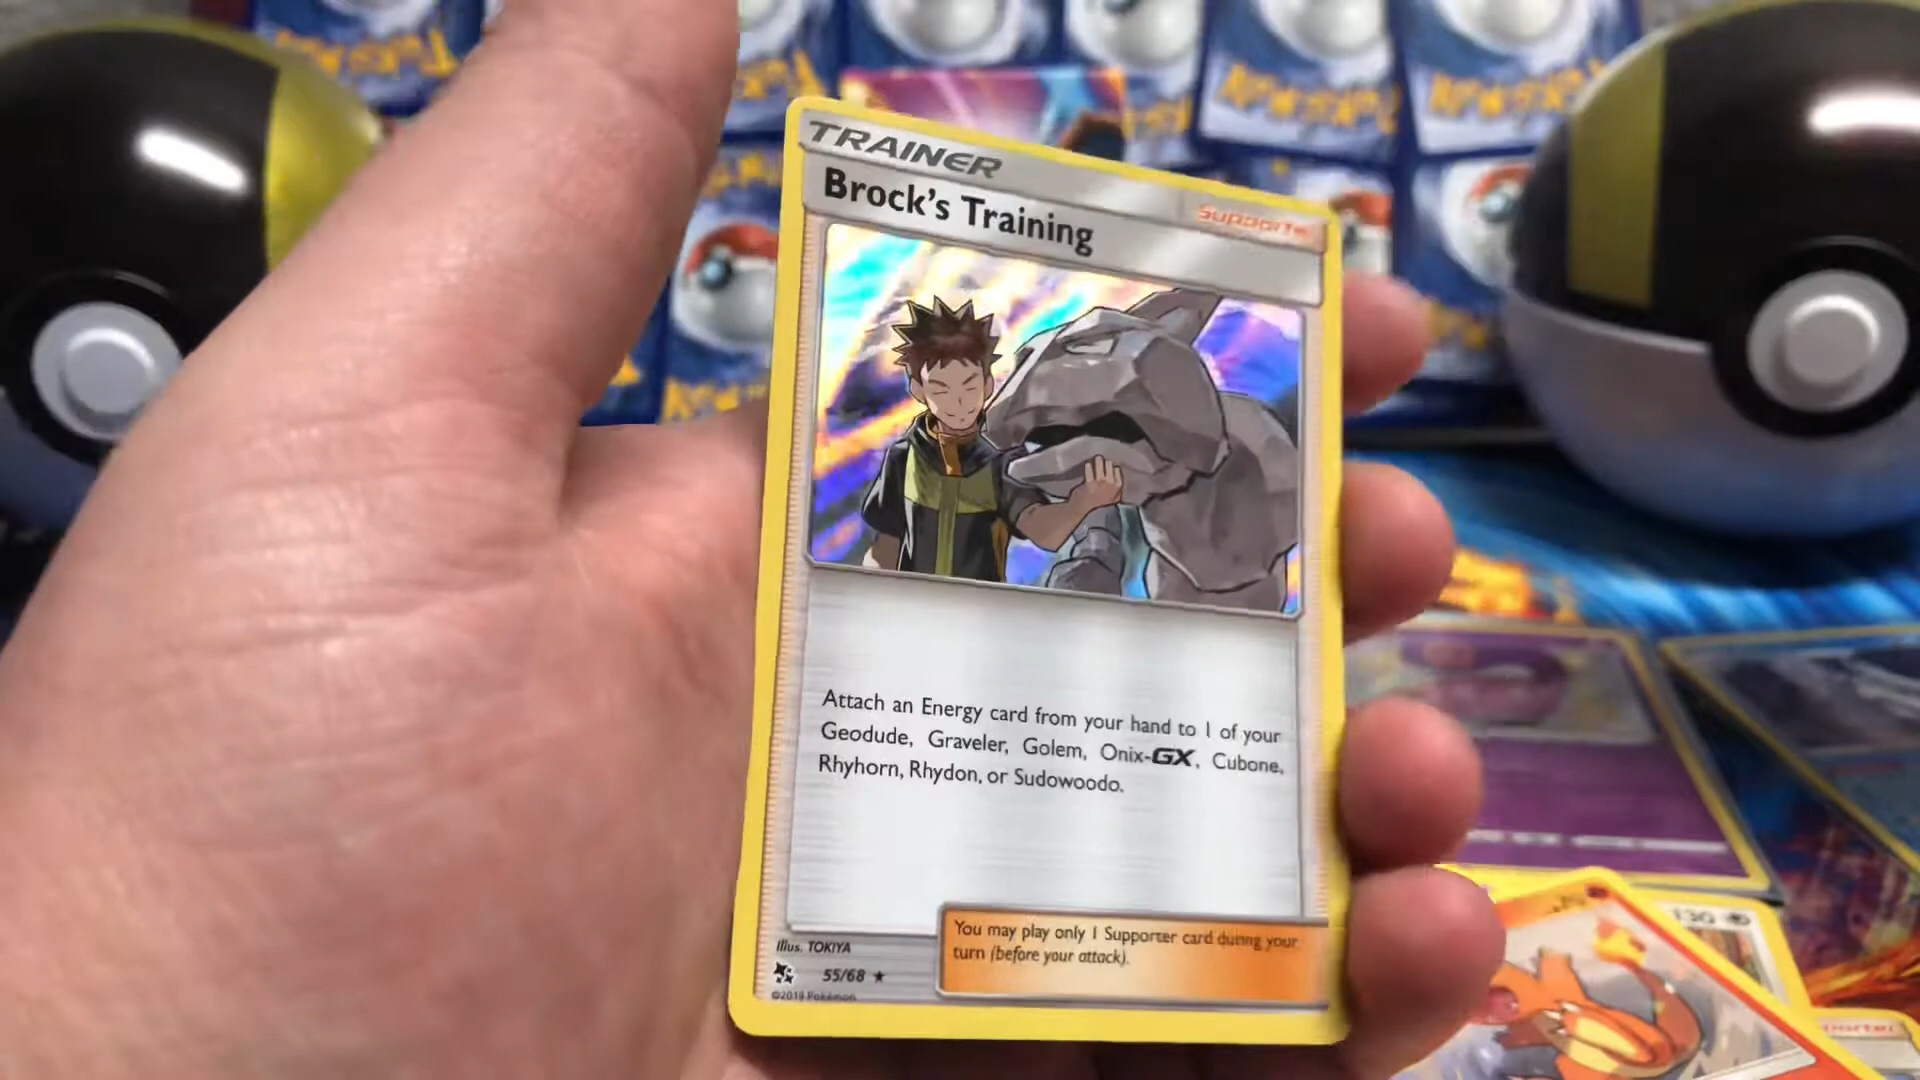 TRAINER
Brock's Training
Supporter
Attach an Energy card from your hand to 1 of your
Geodude, Graveler, Golem, Onix-GX, Cubone,
Rhyhorn, Rhydon, or Sudowoodo.
You may play only 1 Supporter card during your
turn (before your attack).
Illus. TOKIYA
55/68
©2019 Pokémon
130